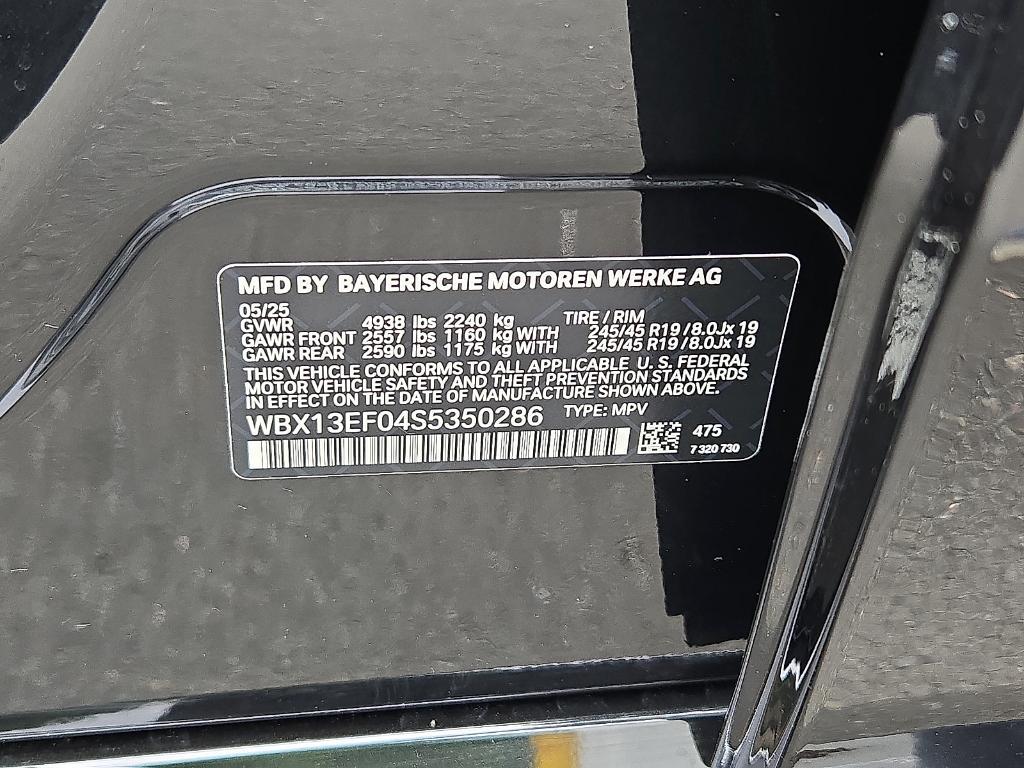 MFD BY BAYERISCHE MOTOREN WERKE AG
05/25
GVWR 4938 lbs 2240 kg TIRE / RIM
GAWR FRONT 2557 lbs 1160 kg WITH 245/45 R19 / 8.0Jx 19
GAWR REAR 2590 lbs 1175 kg WITH 245/45 R19 / 8.0Jx 19
THIS VEHICLE CONFORMS TO ALL APPLICABLE U. S. FEDERAL
MOTOR VEHICLE SAFETY AND THEFT PREVENTION STANDARDS
IN EFFECT ON THE DATE OF MANUFACTURE SHOWN ABOVE.
WBX13EF04S5350286 TYPE: MPV
475
7 320 730